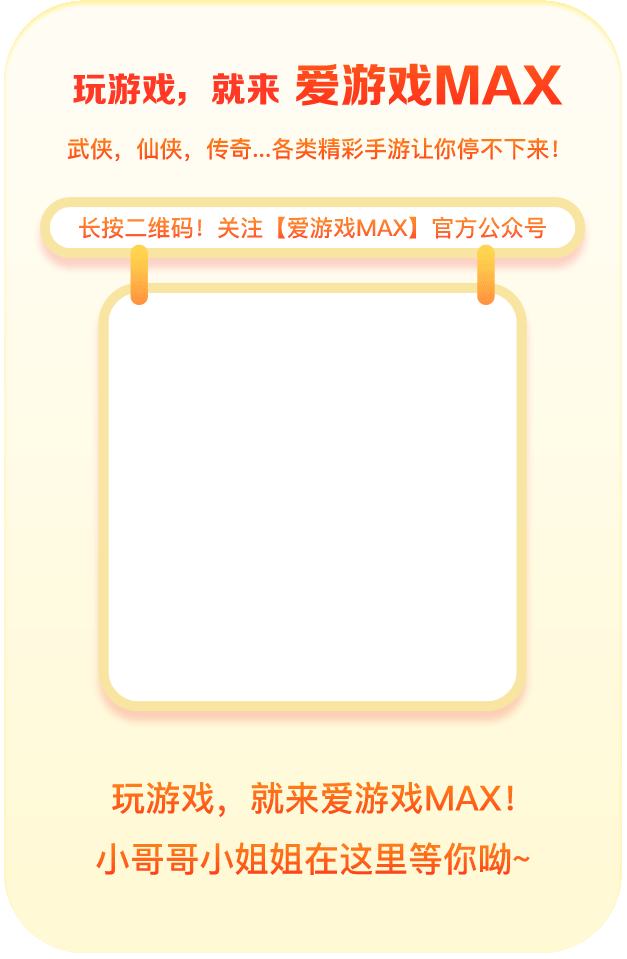 玩游戏，就来 爱游戏MAX
武侠，仙侠，传奇...各类精彩手游让你停不下来！
长按二维码！关注【爱游戏MAX】官方公众号
玩游戏，就来爱游戏MAX！
小哥哥小姐姐在这里等你呦~